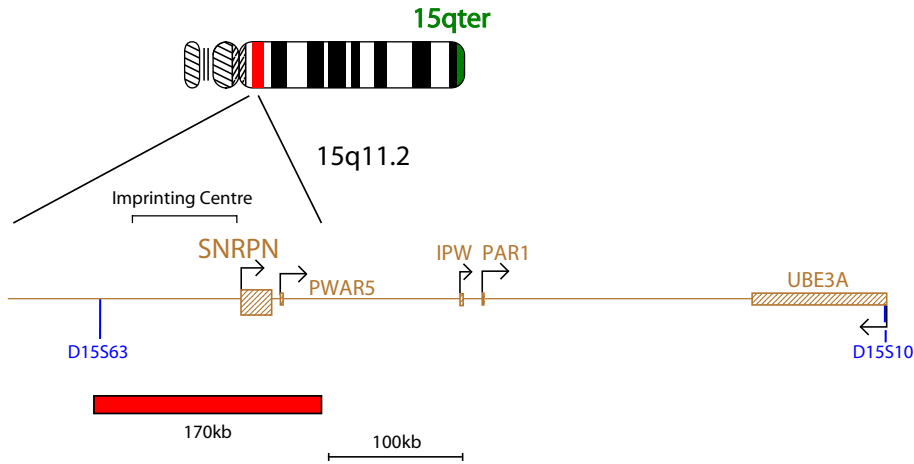 15qter
15q11.2
Imprinting Centre
SNRPN
IPW PAR1
PWAR5
UBE3A
D15S63
D15S10
170kb
100kb